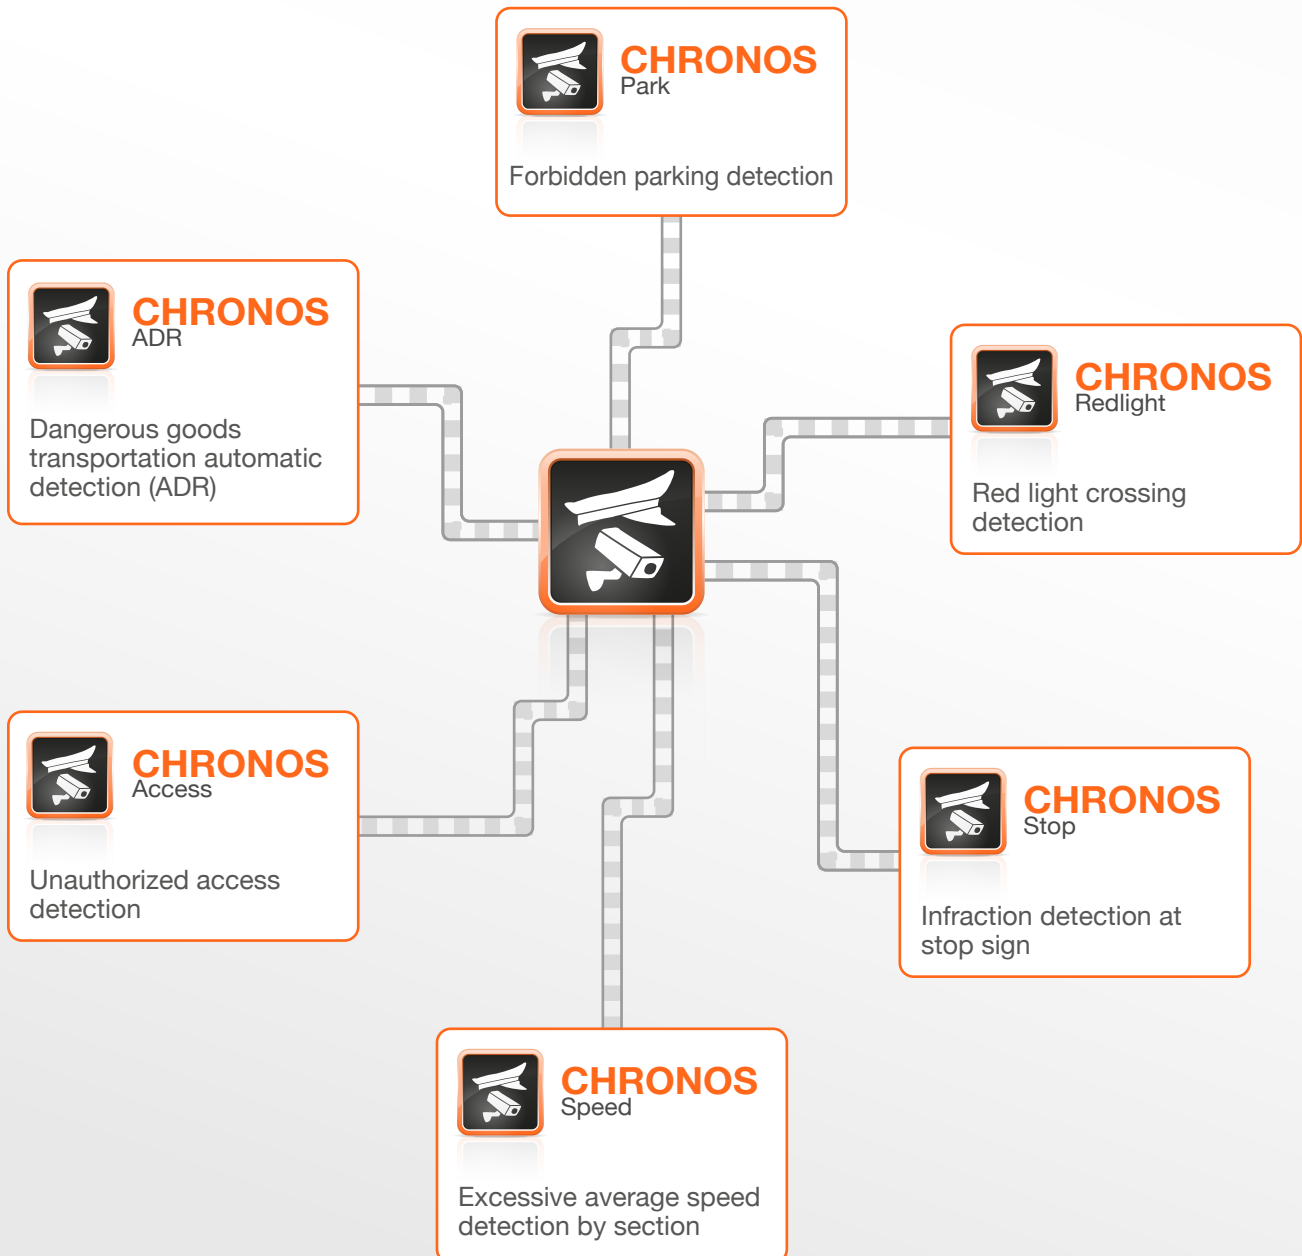 CHRONOS
Park
Forbidden parking detection
CHRONOS
ADR
Dangerous goods
transportation automatic
detection (ADR)
CHRONOS
Redlight
Red light crossing
detection
CHRONOS
Access
Unauthorized access
detection
CHRONOS
Stop
Infraction detection at
stop sign
CHRONOS
Speed
Excessive average speed
detection by section